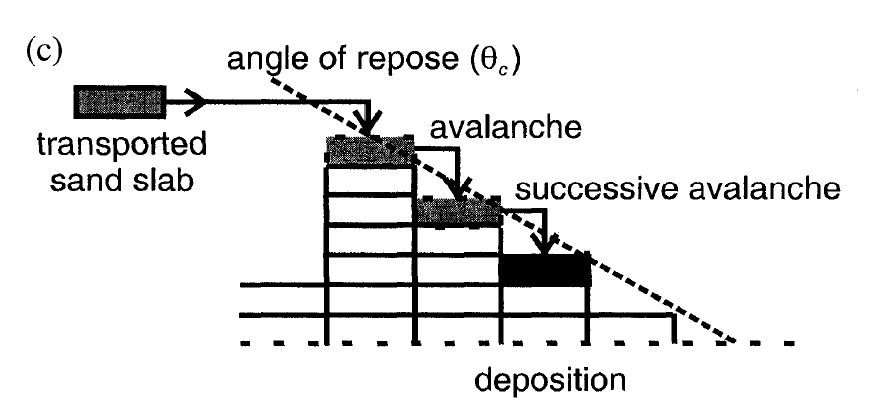 (c)
angle of repose (θc)
transported
sand slab
avalanche
successive avalanche
deposition